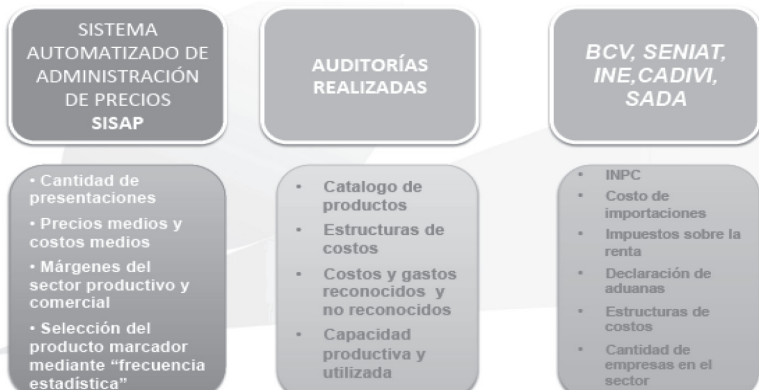 SISTEMA
AUTOMATIZADO DE
ADMINISTRACIÓN
DE PRECIOS
SISAP
• Cantidad de
presentaciones
• Precios medios y
costos medios
• Márgenes del
sector productivo y
comercial
• Selección del
producto marcador
mediante “frecuencia
estadística”
AUDITORÍAS
REALIZADAS
• Catalogo de
productos
• Estructuras de
costos
• Costos y gastos
reconocidos y
no reconocidos
• Capacidad
productiva y
utilizada
BCV, SENIAT,
INE,CADIVI,
SADA
• INPC
• Costo de
importaciones
• Impuestos sobre la
renta
• Declaración de
aduanas
• Estructuras de
costos
• Cantidad de
empresas en el
sector